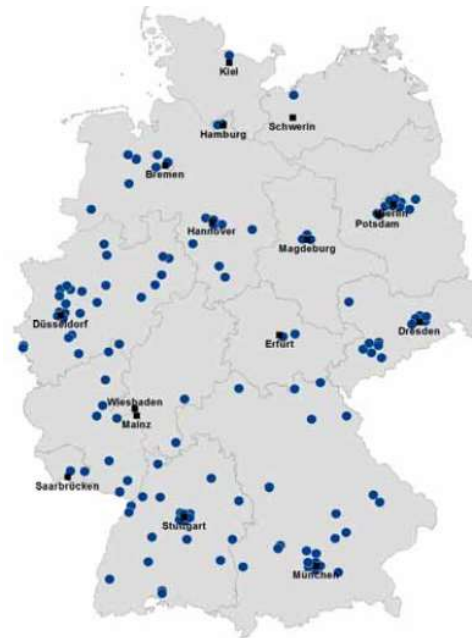 Kiel
Schwerin
Hamburg
Bremen
Hannover
Potsdam
Magdeburg
Düsseldorf
Erfurt
Dresden
Wiesbaden
Mainz
Saarbrücken
Stuttgart
München